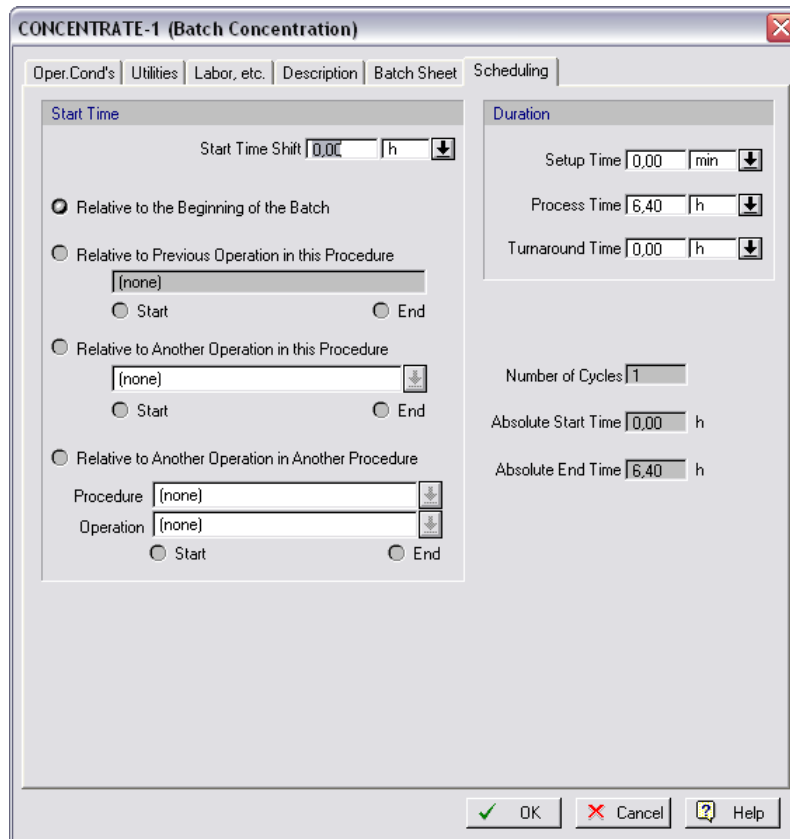 CONCENTRATE-1 (Batch Concentration)
Oper.Cond's Utilities Labor, etc. Description Batch Sheet Scheduling
Start Time
Start Time Shift 0,00 h
Relative to the Beginning of the Batch
Relative to Previous Operation in this Procedure
(none)
Start End
Relative to Another Operation in this Procedure
(none)
Start End
Relative to Another Operation in Another Procedure
Procedure (none)
Operation (none)
Start End
Duration
Setup Time 0,00 min
Process Time 6,40 h
Turnaround Time 0,00 h
Number of Cycles 1
Absolute Start Time 0,00 h
Absolute End Time 6,40 h
OK Cancel Help